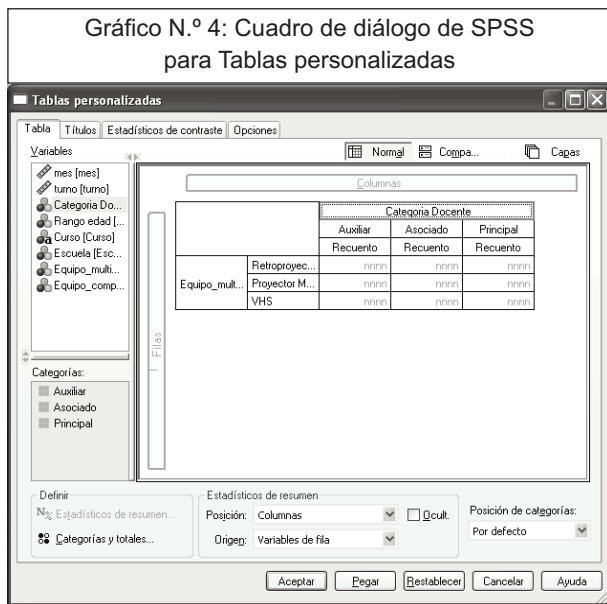 Gráfico N.º 4: Cuadro de diálogo de SPSS
para Tablas personalizadas
Tablas personalizadas
Tabla Títulos Estadísticos de contraste Opciones
Variables
Normal Compa... Capas
mes [mes]
turno [turno]
Categoria Do...
Rango edad [...
Curso [Curso]
Escuela [Esc...
Equipo_multi...
Equipo_comp...
Columnas
Categoria Docente
Auxiliar Asociado Principal
Recuento Recuento Recuento
Equipo_mult... Retroproyec... nnnn nnnn nnnn
Proyector M... nnnn nnnn nnnn
VHS nnnn nnnn nnnn
Filas
Categorías:
Auxiliar
Asociado
Principal
Definir
N% Estadísticos de resumen...
Categorías y totales...
Estadísticos de resumen
Posición: Columnas Ocult.
Origen: Variables de fila
Posición de categorías:
Por defecto
Aceptar Pegar Restablecer Cancelar Ayuda